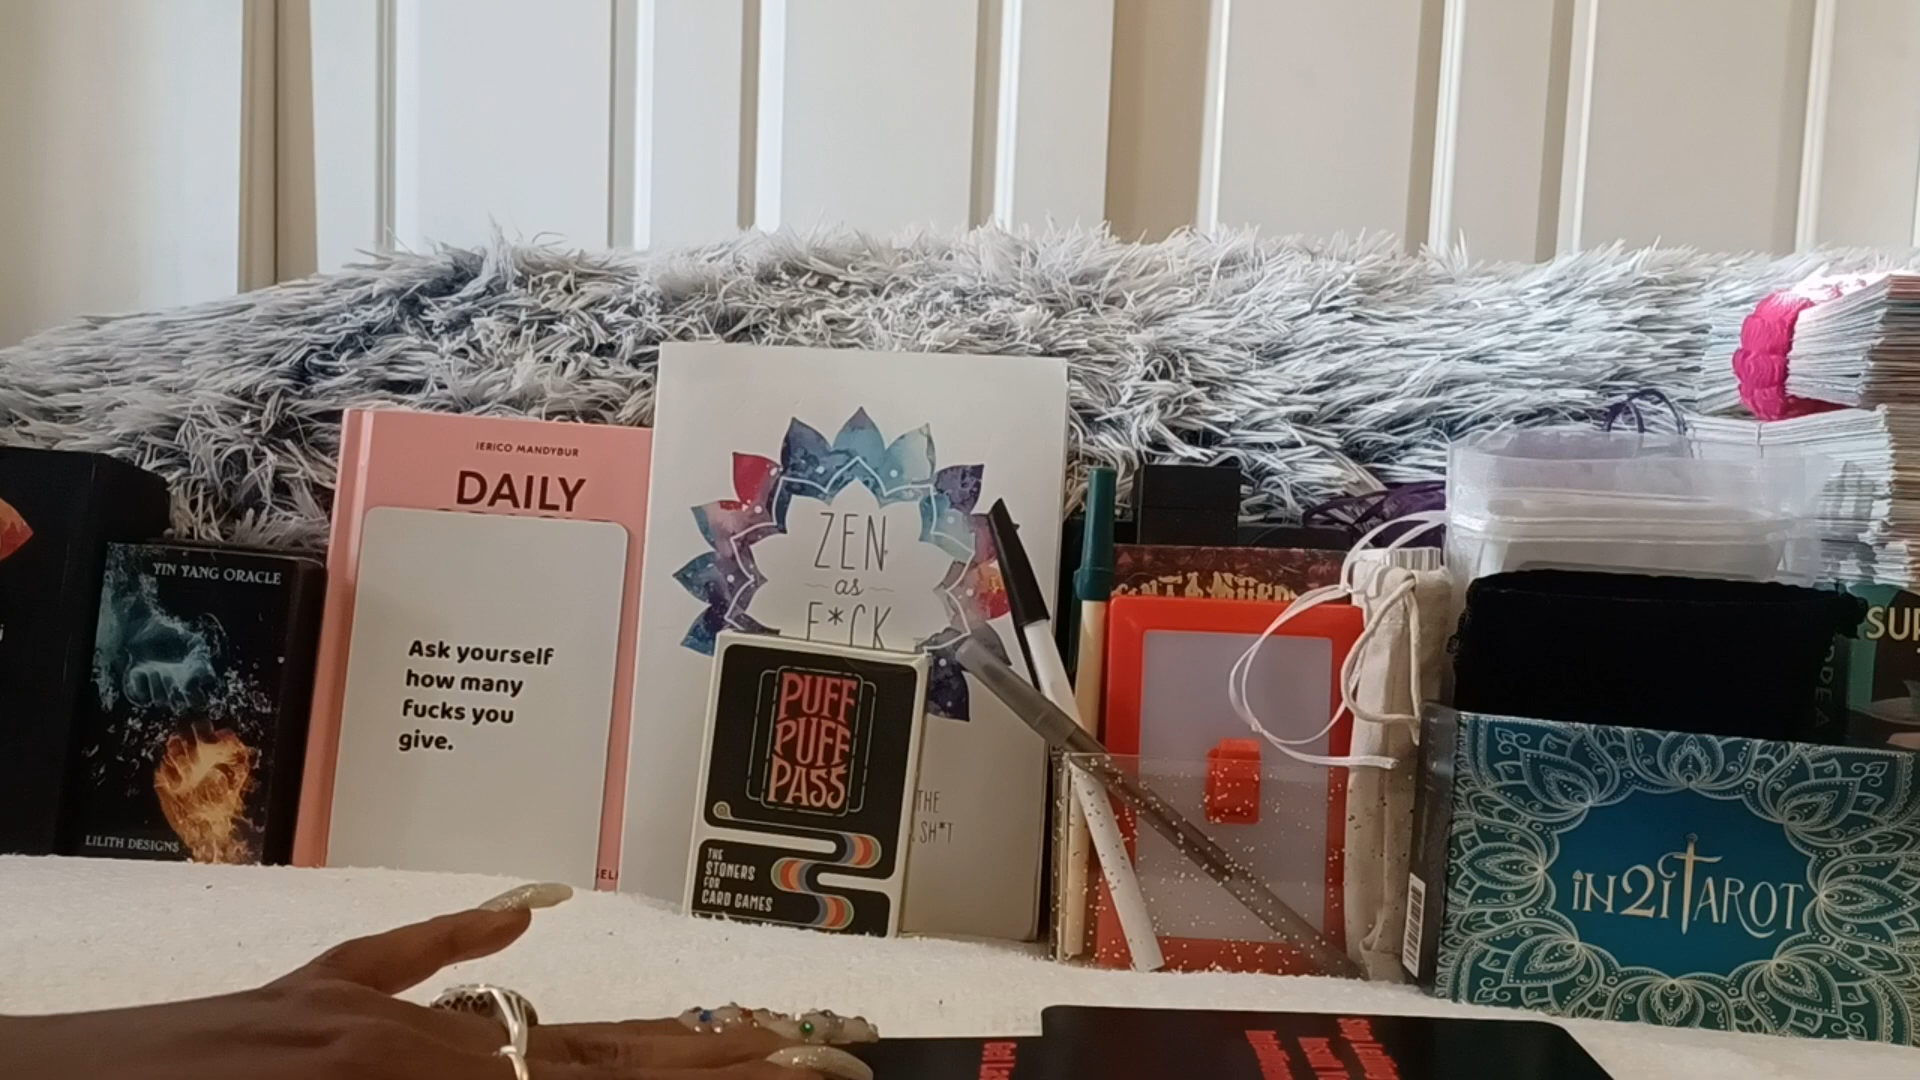 YIN YANG ORACLE
LILITH DESIGNS
JERICO MANDYBUR
DAILY
Ask yourself
how many
fucks you
give.
ZEN
as
F*CK
THE
SH*T
PUFF
PUFF
PASS
THE
STONERS
FOR
CARD GAMES
iN2iTAROT
SUP